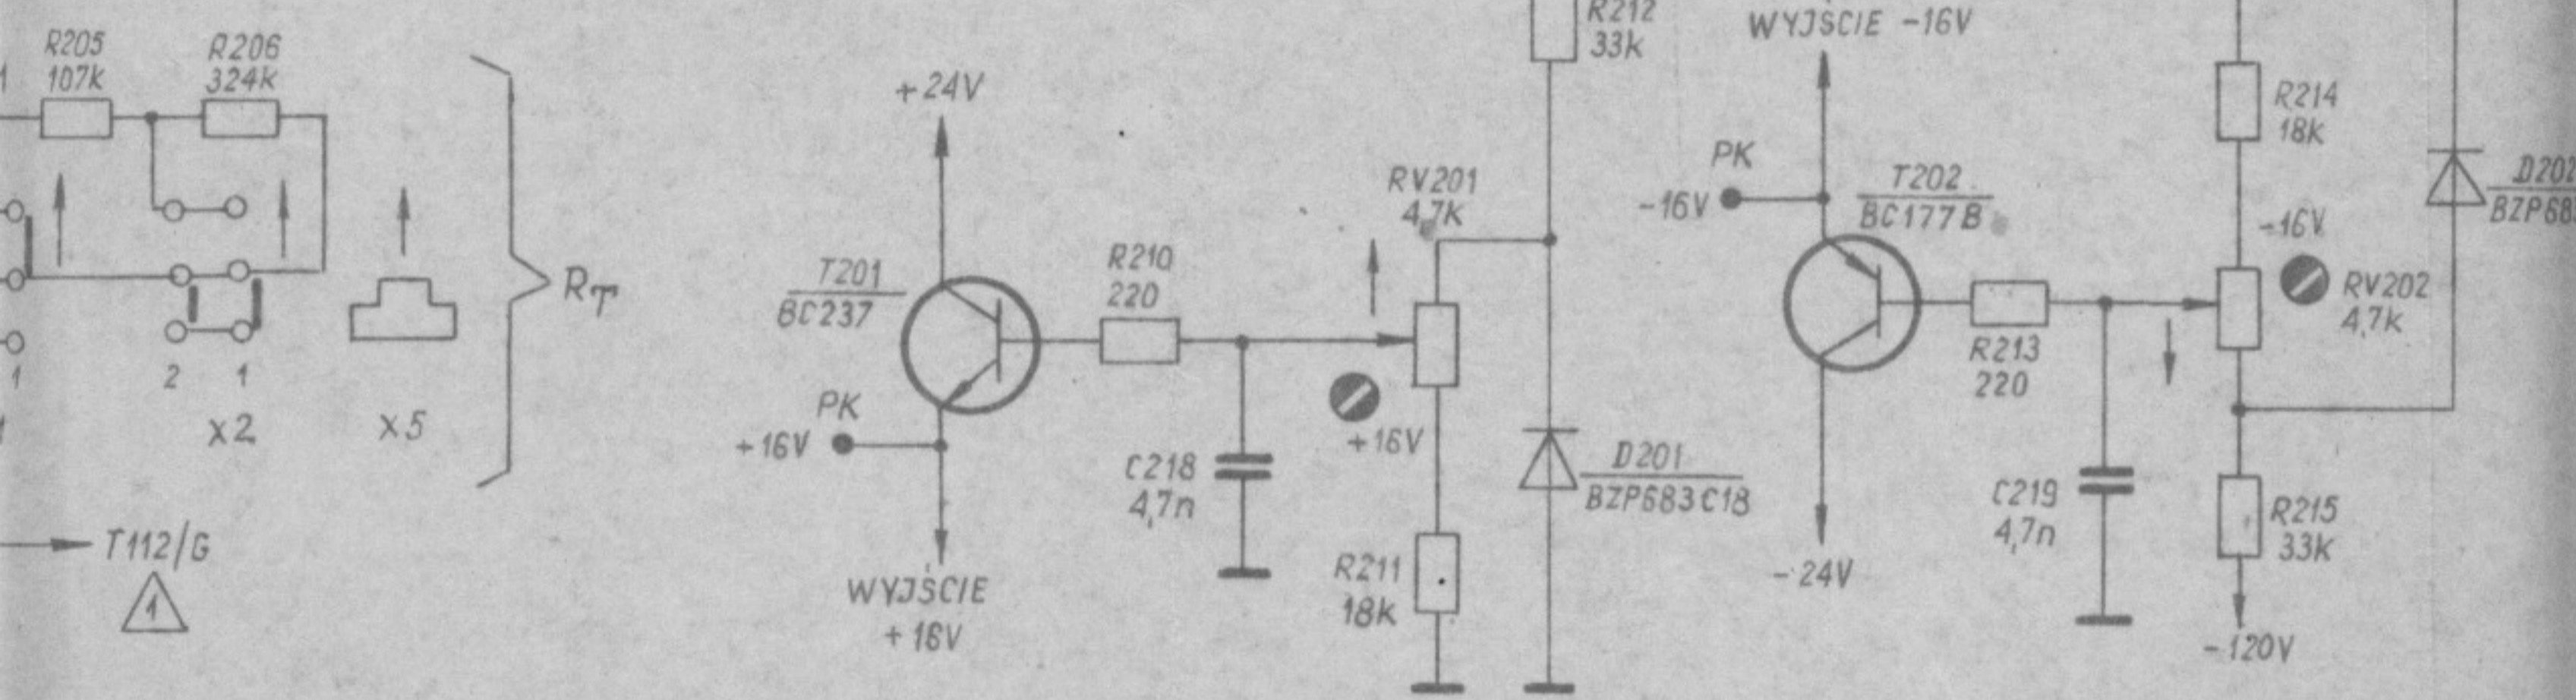 R205
107k
R206
324k
2
1
x2
x5
R_T
T112/G
1
+24V
T201
BC237
R210
220
PK
+16V
WYJŚCIE
+16V
C218
4,7n
RV201
4,7K
+16V
R211
18k
R212
33k
D201
BZP683C18
WYJŚCIE -16V
PK
-16V
T202
BC177B
R213
220
-24V
C219
4,7n
R214
18k
-16V
RV202
4,7k
R215
33k
-120V
D202
BZP68
1